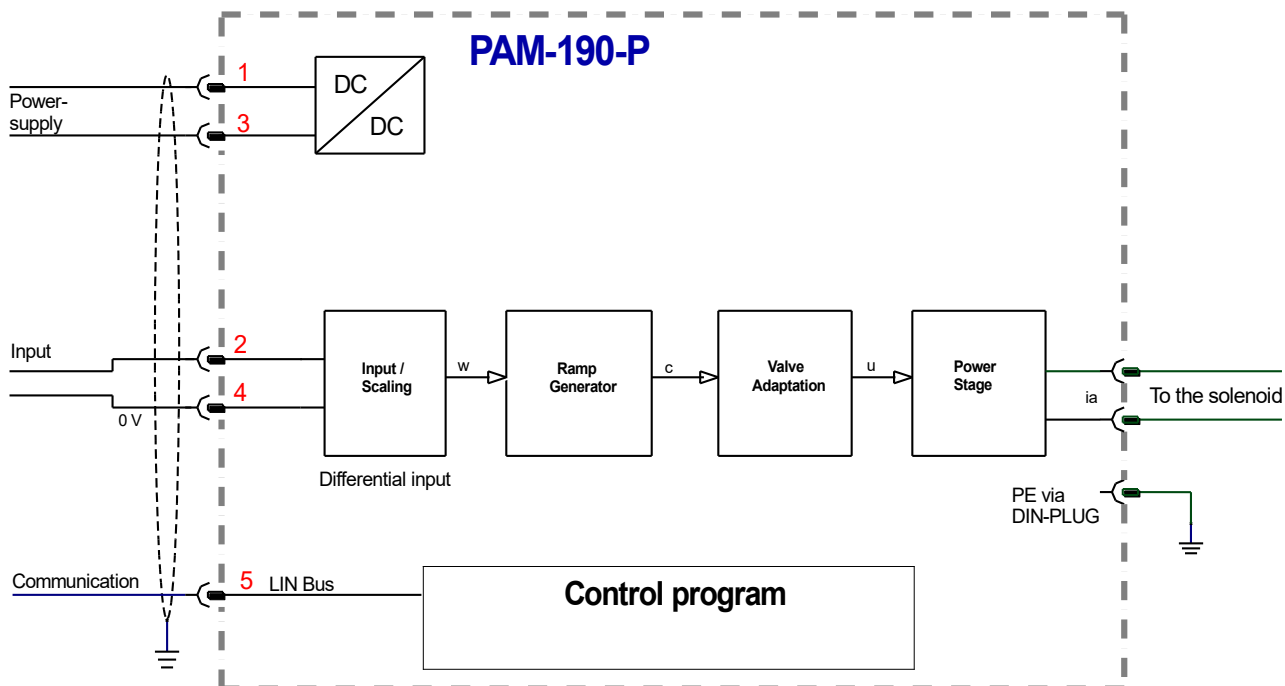 PAM-190-P
1
DC
Power-
supply
3
DC
Input
2
0 V
4
Input /
Scaling
w
Ramp
Generator
c
Valve
Adaptation
u
Power
Stage
ia
To the solenoid
Differential input
PE via
DIN-PLUG
Communication
5
LIN Bus
Control program